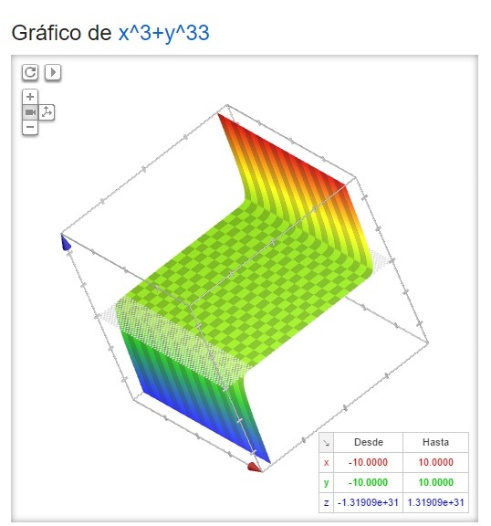 Gráfico de x^3+y^33
Desde Hasta
x -10.0000 10.0000
y -10.0000 10.0000
z -1.31909e+31 1.31909e+31